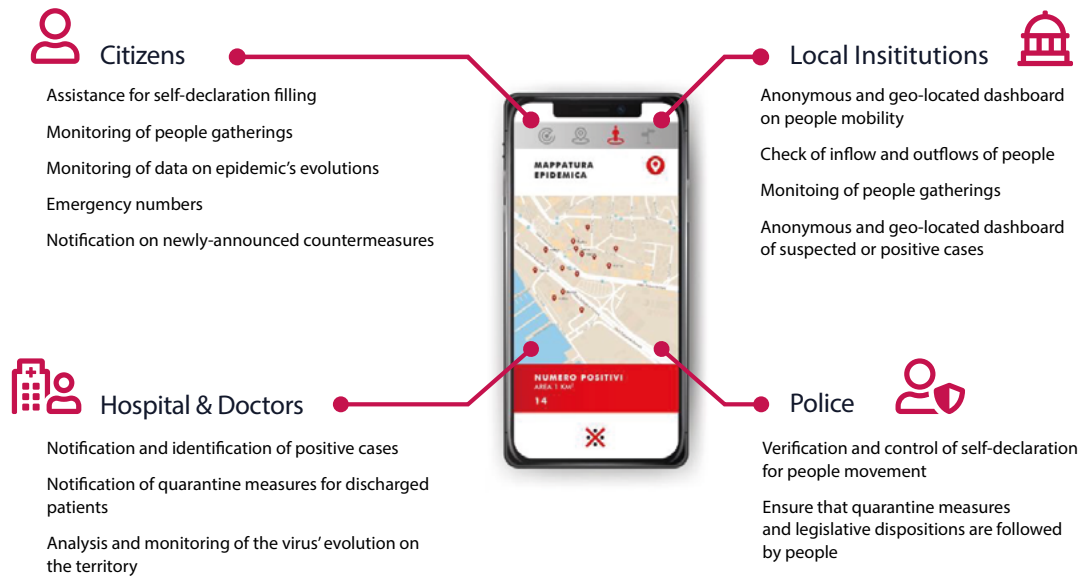 Citizens
Assistance for self-declaration filling
Monitoring of people gatherings
Monitoring of data on epidemic's evolutions
Emergency numbers
Notification on newly-announced countermeasures
Local Insititutions
Anonymous and geo-located dashboard
on people mobility
Check of inflow and outflows of people
Monitoing of people gatherings
Anonymous and geo-located dashboard
of suspected or positive cases
MAPPATURA
EPIDEMICA
NUMERO POSITIVI
AREA 1 KM²
14
Hospital & Doctors
Notification and identification of positive cases
Notification of quarantine measures for discharged
patients
Analysis and monitoring of the virus' evolution on
the territory
Police
Verification and control of self-declaration
for people movement
Ensure that quarantine measures
and legislative dispositions are followed
by people